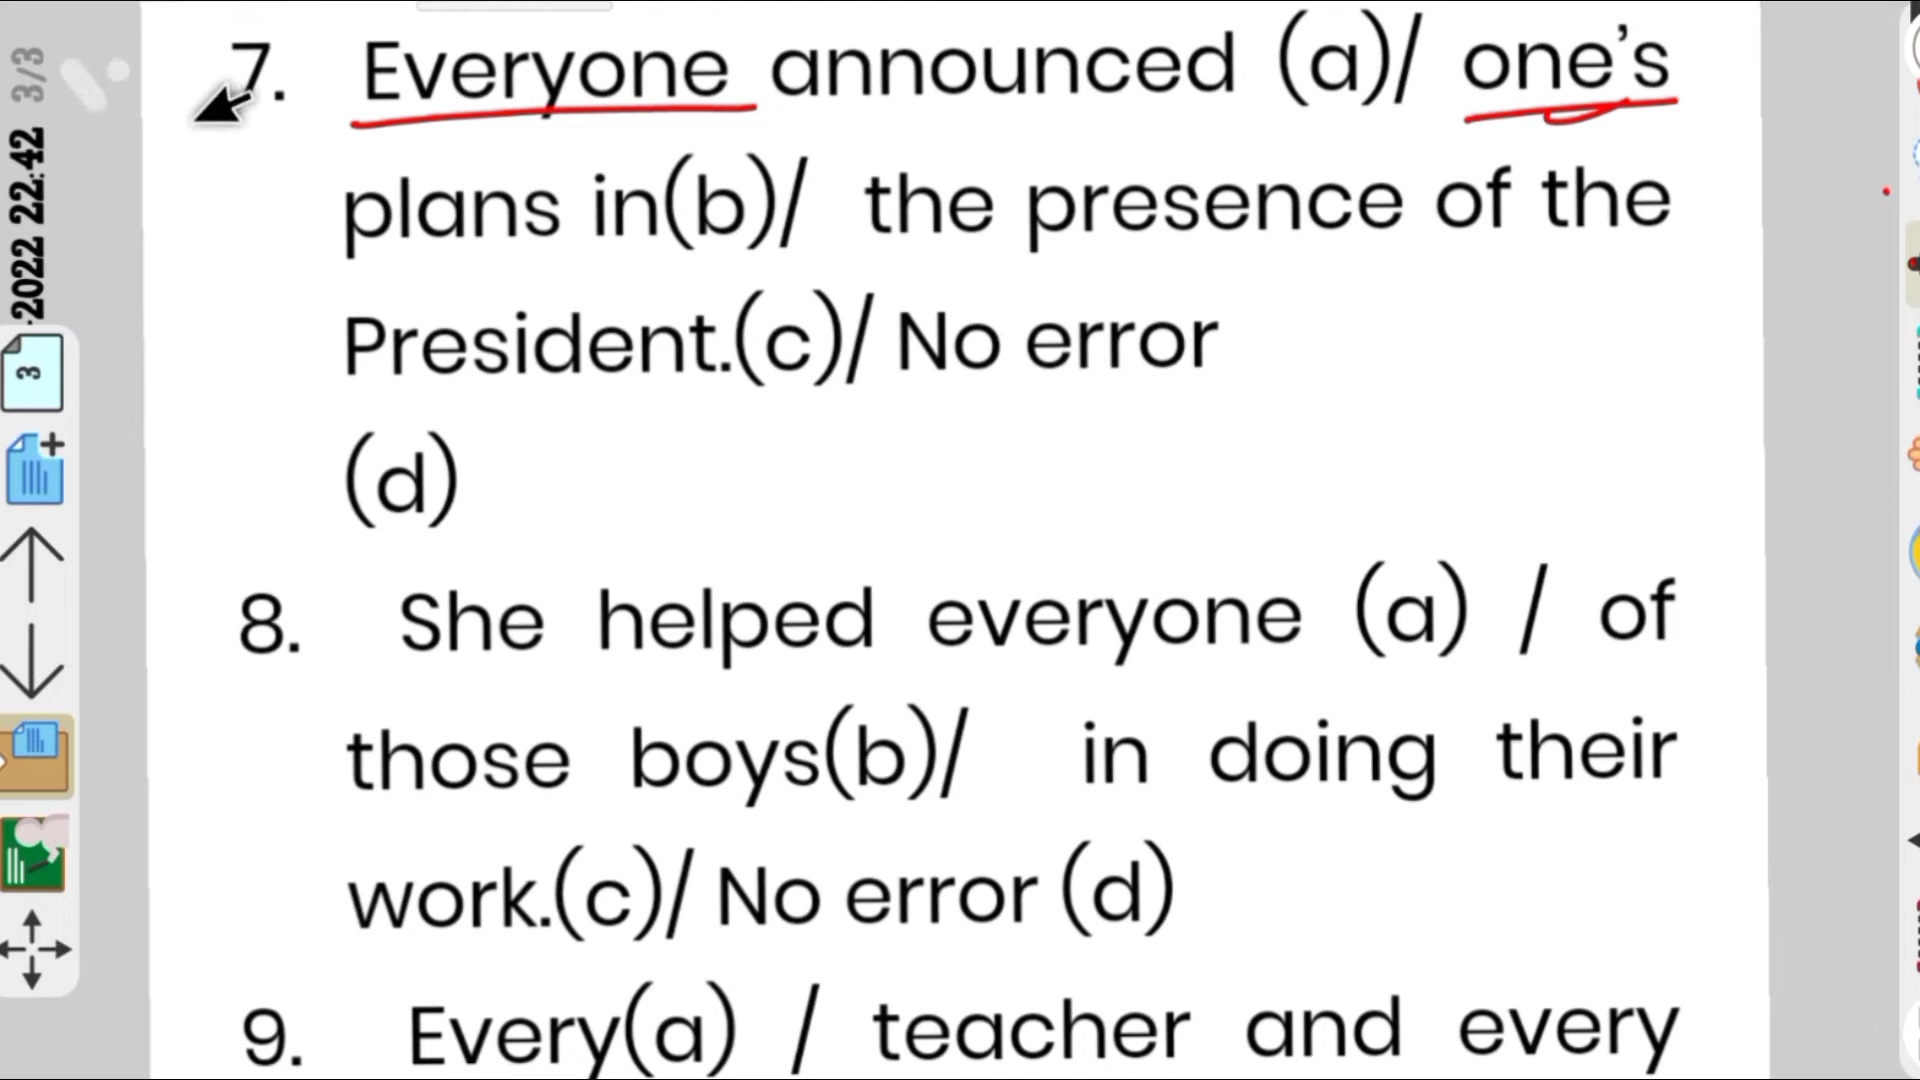 3/3
-2022 22:42
3
7. Everyone announced (a)/ one's
plans in(b)/ the presence of the
President.(c)/ No error
(d)
8. She helped everyone (a) / of
those boys(b)/ in doing their
work.(c)/ No error (d)
9. Every(a) / teacher and every